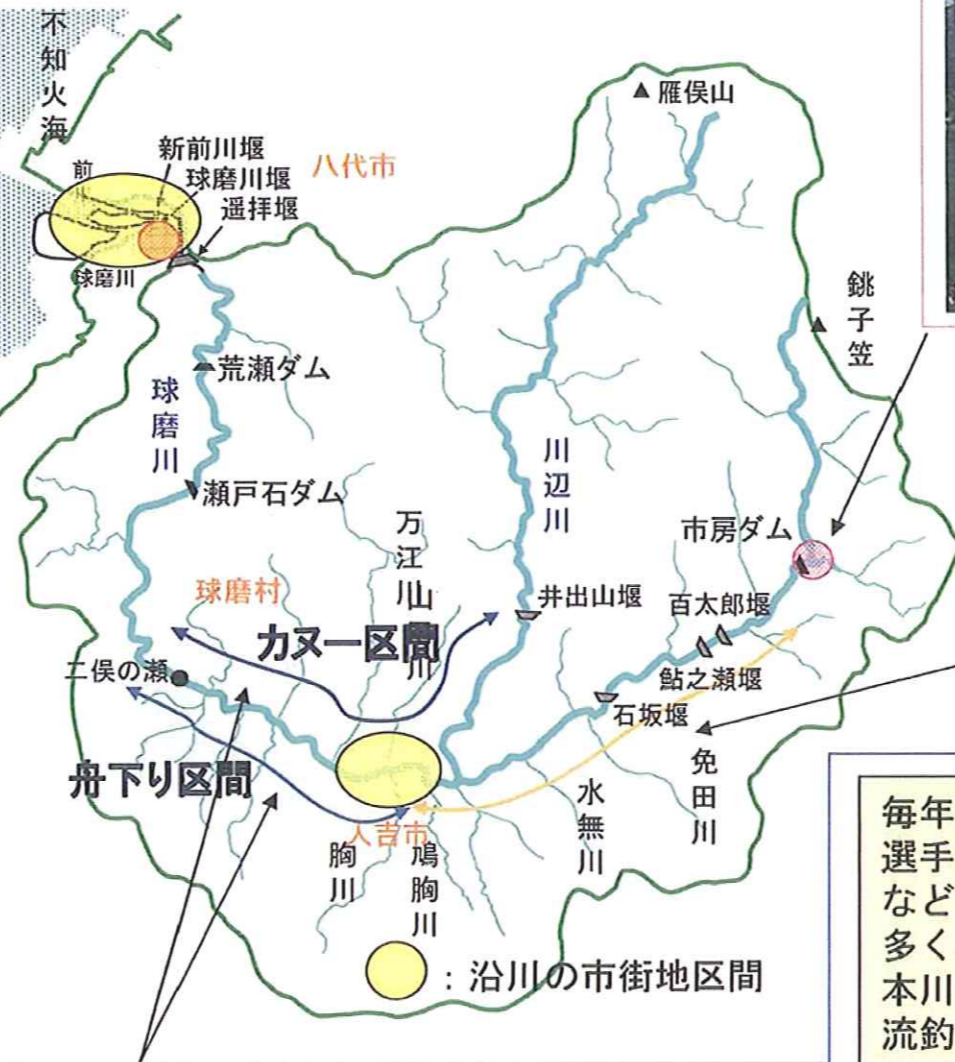 不知火海
雁俣山
新前川堰
球磨川堰
遥拝堰
八代市
前
球磨川
銚子笠
荒瀬ダム
球磨川
川辺川
瀬戸石ダム
万江川
山田川
市房ダム
球磨村
井出山堰
百太郎堰
カヌー区間
二俣の瀬
鮎之瀬堰
石坂堰
舟下り区間
免田川
水無川
人吉市
胸川
鳩胸川
:沿川の市街地区間
毎年
選手
など
多く
本川
流釣